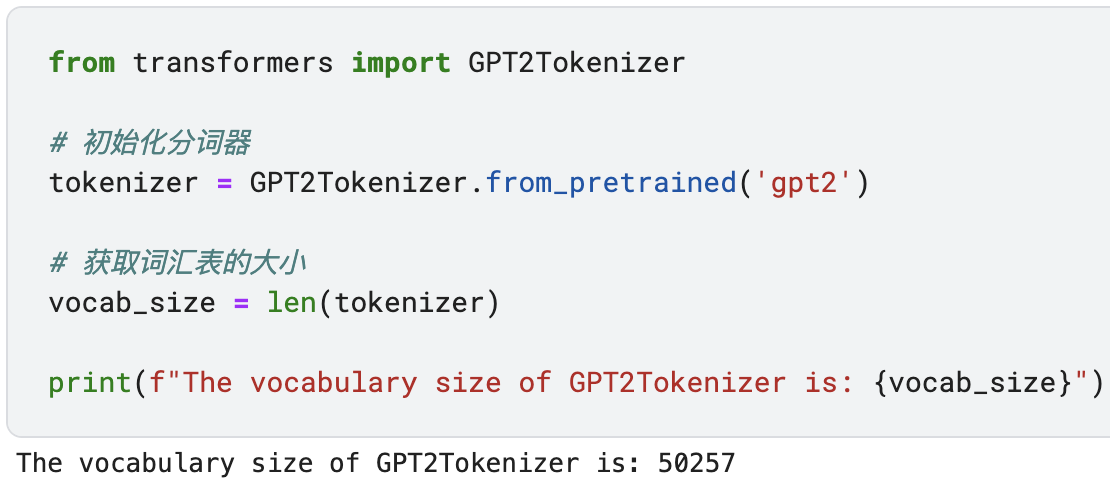 from transformers import GPT2Tokenizer
# 初始化分词器
tokenizer = GPT2Tokenizer.from_pretrained('gpt2')
# 获取词汇表的大小
vocab_size = len(tokenizer)
print(f"The vocabulary size of GPT2Tokenizer is: {vocab_size}")
The vocabulary size of GPT2Tokenizer is: 50257